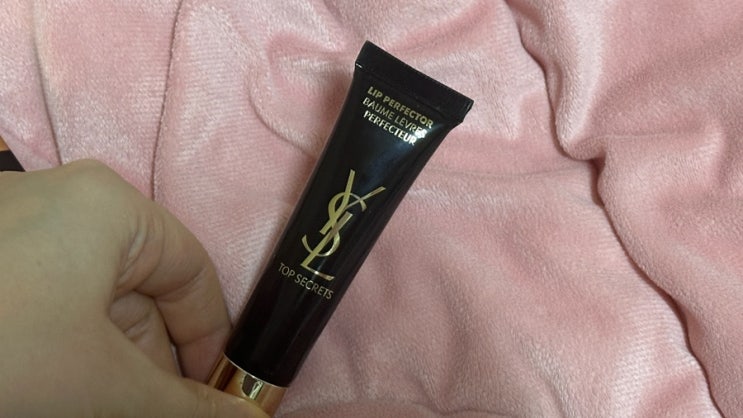 LIP PERFECTOR
BAUME LÈVRES
PERFECTEUR
YSL
TOP SECRETS